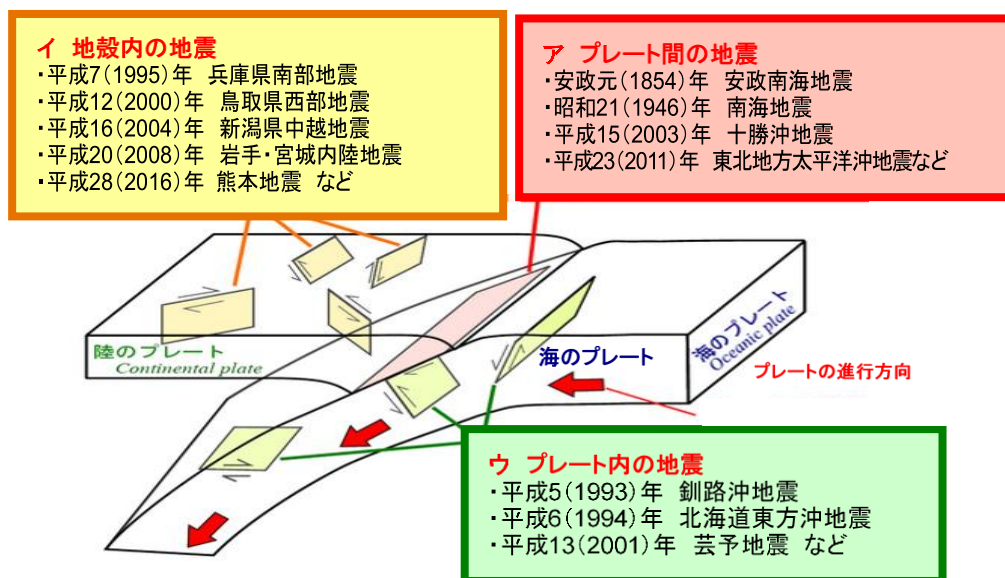 イ 地殻内の地震
・平成7(1995)年 兵庫県南部地震
・平成12(2000)年 鳥取県西部地震
・平成16(2004)年 新潟県中越地震
・平成20(2008)年 岩手・宮城内陸地震
・平成28(2016)年 熊本地震 など
ア プレート間の地震
・安政元(1854)年 安政南海地震
・昭和21(1946)年 南海地震
・平成15(2003)年 十勝沖地震
・平成23(2011)年 東北地方太平洋沖地震など
陸のプレート
Continental plate
海のプレート
海のプレート
Oceanic plate
プレートの進行方向
ウ プレート内の地震
・平成5(1993)年 釧路沖地震
・平成6(1994)年 北海道東方沖地震
・平成13(2001)年 芸予地震 など